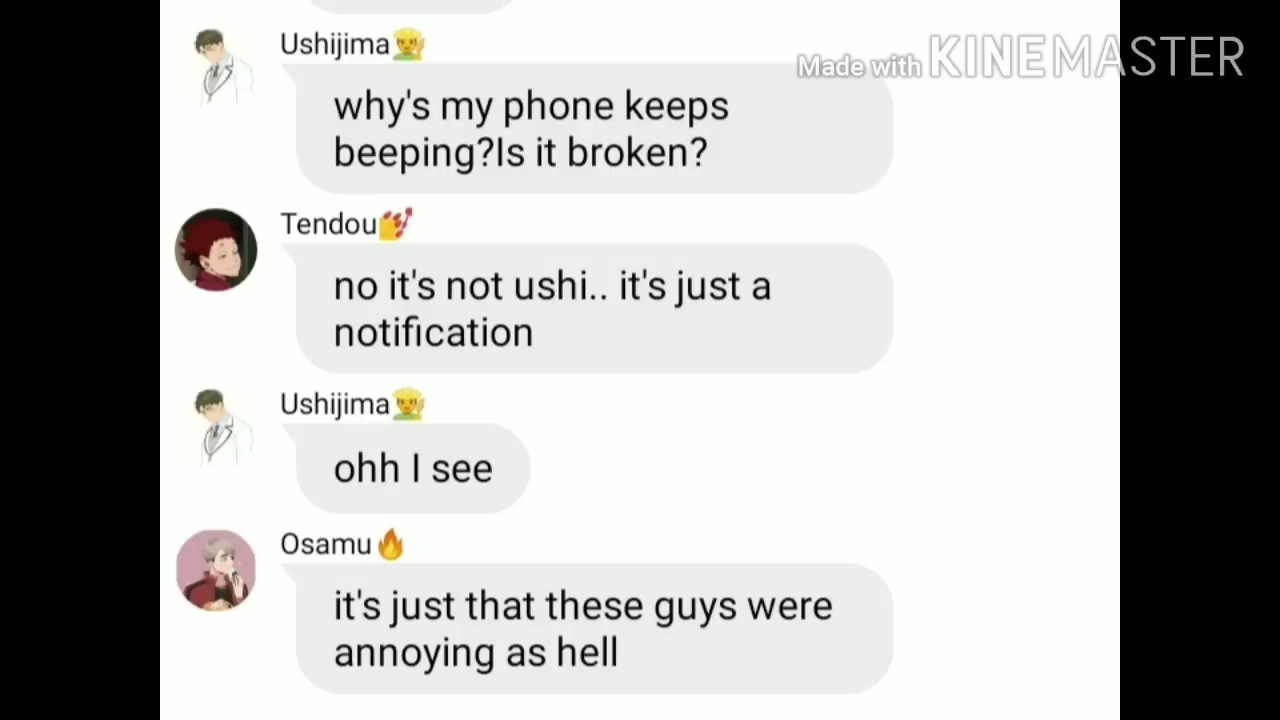 Ushijima👷
Made with KINEMASTER
why's my phone keeps
beeping?Is it broken?
Tendou💅
no it's not ushi.. it's just a
notification
Ushijima👷
ohh I see
Osamu🔥
it's just that these guys were
annoying as hell